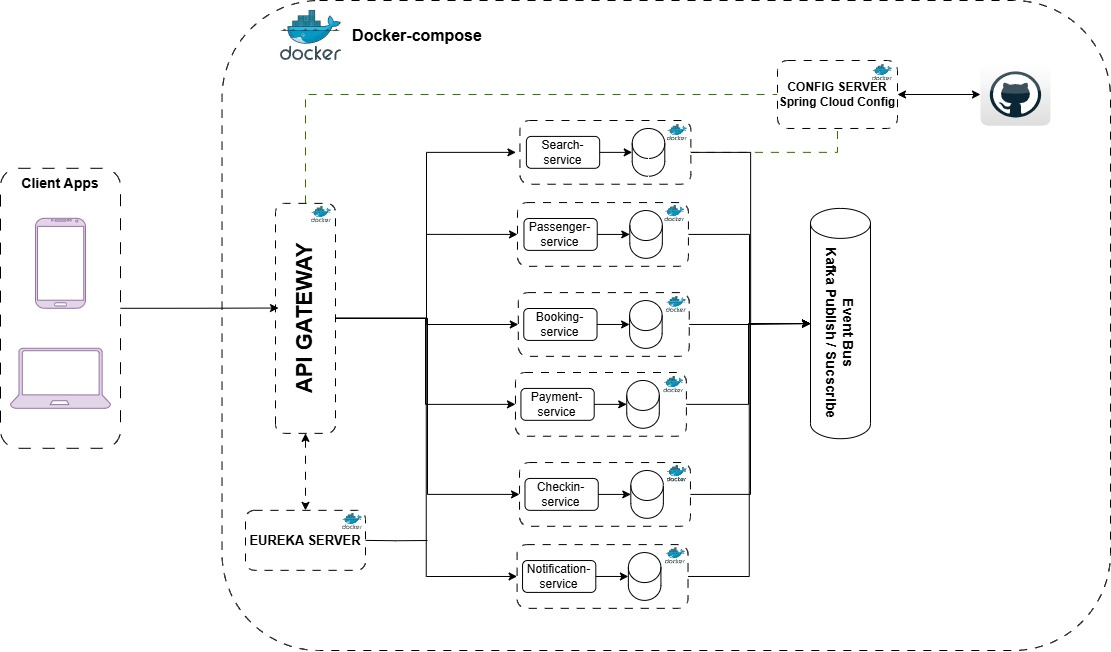 docker
Docker-compose
docker
CONFIG SERVER
Spring Cloud Config
Client Apps
docker
API GATEWAY
docker
EURKA SERVER
docker
Search-
service
docker
Passenger-
service
docker
Booking-
service
docker
Payment-
service
docker
Checkin-
service
docker
Notification-
service
Event Bus
Kafka Publish / Sucscribe